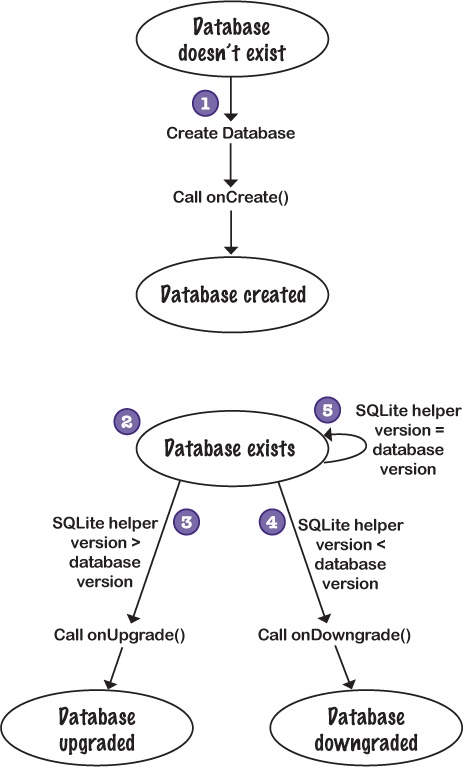 Database
doesn't exist
1
Create Database
Call onCreate()
Database created
2
Database exists
5
SQLite helper
version =
database
version
3
SQLite helper
version >
database
version
4
SQLite helper
version <
database
version
Call onUpgrade()
Call onDowngrade()
Database
upgraded
Database
downgraded